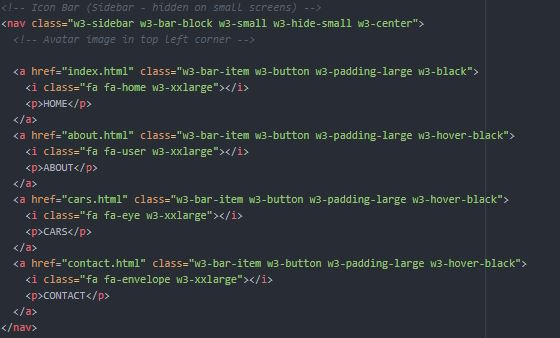 <!-- Icon Bar (Sidebar - hidden on small screens) -->
<nav class="w3-sidebar w3-bar-block w3-small w3-hide-small w3-center">
<!-- Avatar image in top left corner -->
<a href="index.html" class="w3-bar-item w3-button w3-padding-large w3-black">
<i class="fa fa-home w3-xxlarge"></i>
<p>HOME</p>
</a>
<a href="about.html" class="w3-bar-item w3-button w3-padding-large w3-hover-black">
<i class="fa fa-user w3-xxlarge"></i>
<p>ABOUT</p>
</a>
<a href="cars.html" class="w3-bar-item w3-button w3-padding-large w3-hover-black">
<i class="fa fa-eye w3-xxlarge"></i>
<p>CARS</p>
</a>
<a href="contact.html" class="w3-bar-item w3-button w3-padding-large w3-hover-black">
<i class="fa fa-envelope w3-xxlarge"></i>
<p>CONTACT</p>
</a>
</nav>